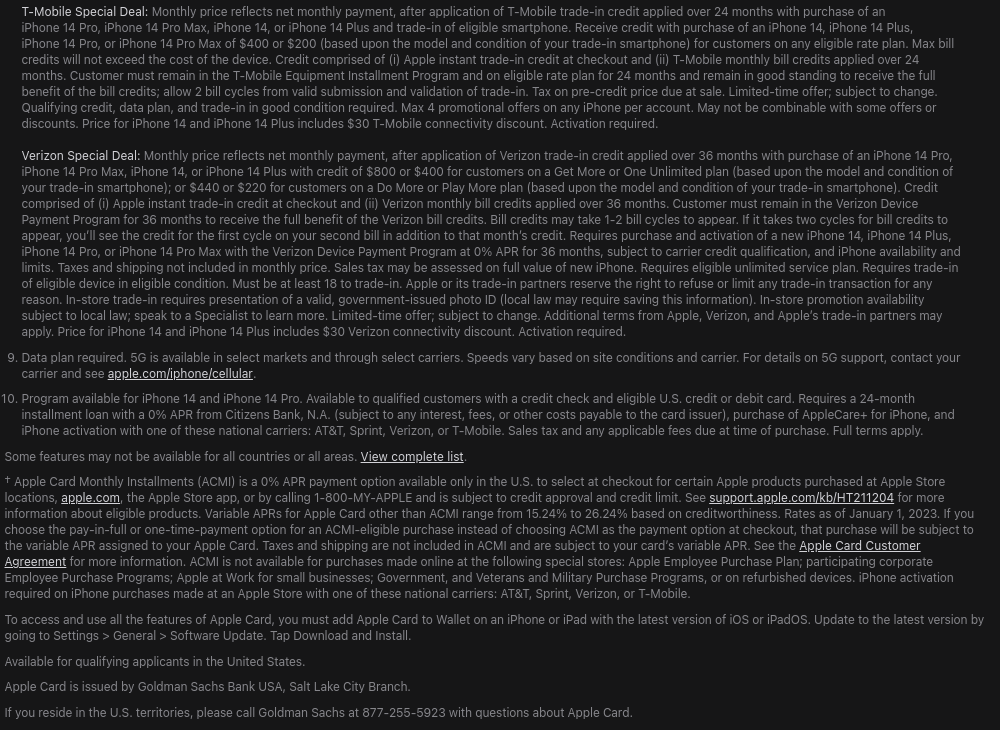 T-Mobile Special Deal: Monthly price reflects net monthly payment, after application of T-Mobile trade-in credit applied over 24 months with purchase of an
iPhone 14 Pro, iPhone 14 Pro Max, iPhone 14, or iPhone 14 Plus and trade-in of eligible smartphone. Receive credit with purchase of an iPhone 14, iPhone 14 Plus,
iPhone 14 Pro, or iPhone 14 Pro Max of $400 or $200 (based upon the model and condition of your trade-in smartphone) for customers on any eligible rate plan. Max bill
credits will not exceed the cost of the device. Credit comprised of (i) Apple instant trade-in credit at checkout and (ii) T-Mobile monthly bill credits applied over 24
months. Customer must remain in the T-Mobile Equipment Installment Program and on eligible rate plan for 24 months and remain in good standing to receive the full
benefit of the bill credits; allow 2 bill cycles from valid submission and validation of trade-in. Tax on pre-credit price due at sale. Limited-time offer; subject to change.
Qualifying credit, data plan, and trade-in in good condition required. Max 4 promotional offers on any iPhone per account. May not be combinable with some offers or
discounts. Price for iPhone 14 and iPhone 14 Plus includes $30 T-Mobile connectivity discount. Activation required.
Verizon Special Deal: Monthly price reflects net monthly payment, after application of Verizon trade-in credit applied over 36 months with purchase of an iPhone 14 Pro,
iPhone 14 Pro Max, iPhone 14, or iPhone 14 Plus with credit of $800 or $400 for customers on a Get More or One Unlimited plan (based upon the model and condition of
your trade-in smartphone); or $440 or $220 for customers on a Do More or Play More plan (based upon the model and condition of your trade-in smartphone). Credit
comprised of (i) Apple instant trade-in credit at checkout and (ii) Verizon monthly bill credits applied over 36 months. Customer must remain in the Verizon Device
Payment Program for 36 months to receive the full benefit of the Verizon bill credits. Bill credits may take 1-2 bill cycles to appear. If it takes two cycles for bill credits to
appear, you’ll see the credit for the first cycle on your second bill in addition to that month’s credit. Requires purchase and activation of a new iPhone 14, iPhone 14 Plus,
iPhone 14 Pro, or iPhone 14 Pro Max with the Verizon Device Payment Program at 0% APR for 36 months, subject to carrier credit qualification, and iPhone availability and
limits. Taxes and shipping not included in monthly price. Sales tax may be assessed on full value of new iPhone. Requires eligible unlimited service plan. Requires trade-in
of eligible device in eligible condition. Must be at least 18 to trade-in. Apple or its trade-in partners reserve the right to refuse or limit any trade-in transaction for any
reason. In-store trade-in requires presentation of a valid, government-issued photo ID (local law may require saving this information). In-store promotion availability
subject to local law; speak to a Specialist to learn more. Limited-time offer; subject to change. Additional terms from Apple, Verizon, and Apple’s trade-in partners may
apply. Price for iPhone 14 and iPhone 14 Plus includes $30 Verizon connectivity discount. Activation required.
9. Data plan required. 5G is available in select markets and through select carriers. Speeds vary based on site conditions and carrier. For details on 5G support, contact your
carrier and see apple.com/iphone/cellular.
10. Program available for iPhone 14 and iPhone 14 Pro. Available to qualified customers with a credit check and eligible U.S. credit or debit card. Requires a 24-month
installment loan with a 0% APR from Citizens Bank, N.A. (subject to any interest, fees, or other costs payable to the card issuer), purchase of AppleCare+ for iPhone, and
iPhone activation with one of these national carriers: AT&T, Sprint, Verizon, or T-Mobile. Sales tax and any applicable fees due at time of purchase. Full terms apply.
Some features may not be available for all countries or all areas. View complete list.
† Apple Card Monthly Installments (ACMI) is a 0% APR payment option available only in the U.S. to select at checkout for certain Apple products purchased at Apple Store
locations, apple.com, the Apple Store app, or by calling 1-800-MY-APPLE and is subject to credit approval and credit limit. See support.apple.com/kb/HT211204 for more
information about eligible products. Variable APRs for Apple Card other than ACMI range from 15.24% to 26.24% based on creditworthiness. Rates as of January 1, 2023. If you
choose the pay-in-full or one-time-payment option for an ACMI-eligible purchase instead of choosing ACMI as the payment option at checkout, that purchase will be subject to
the variable APR assigned to your Apple Card. Taxes and shipping are not included in ACMI and are subject to your card’s variable APR. See the Apple Card Customer
Agreement for more information. ACMI is not available for purchases made online at the following special stores: Apple Employee Purchase Plan; participating corporate
Employee Purchase Programs; Apple at Work for small businesses; Government, and Veterans and Military Purchase Programs, or on refurbished devices. iPhone activation
required on iPhone purchases made at an Apple Store with one of these national carriers: AT&T, Sprint, Verizon, or T-Mobile.
To access and use all the features of Apple Card, you must add Apple Card to Wallet on an iPhone or iPad with the latest version of iOS or iPadOS. Update to the latest version by
going to Settings > General > Software Update. Tap Download and Install.
Available for qualifying applicants in the United States.
Apple Card is issued by Goldman Sachs Bank USA, Salt Lake City Branch.
If you reside in the U.S. territories, please call Goldman Sachs at 877-255-5923 with questions about Apple Card.